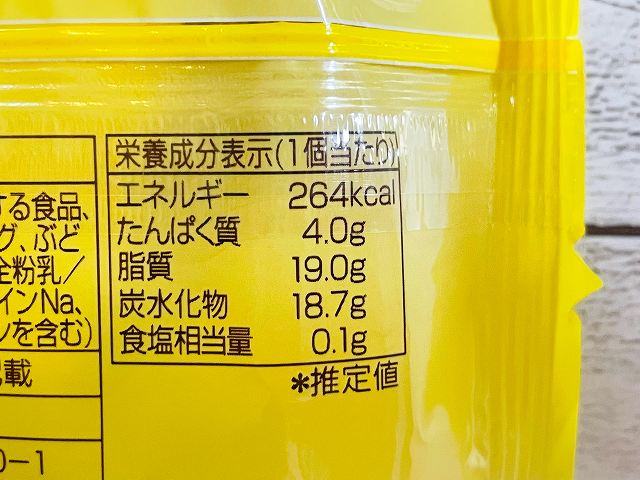 する食品、
グ、ぶど
全粉乳/
インNa、
ンを含む)
載
0-1
栄養成分表示(1個当たり)
エネルギー 264kcal
たんぱく質 4.0g
脂質 19.0g
炭水化物 18.7g
食塩相当量 0.1g
*推定値